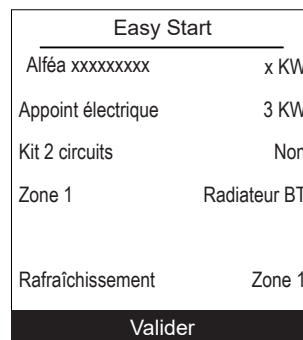 Easy Start
Alféa xxxxxxxxx x KW
Appoint électrique 3 KW
Kit 2 circuits Non
Zone 1 Radiateur BT
Rafraîchissement Zone 1
Valider